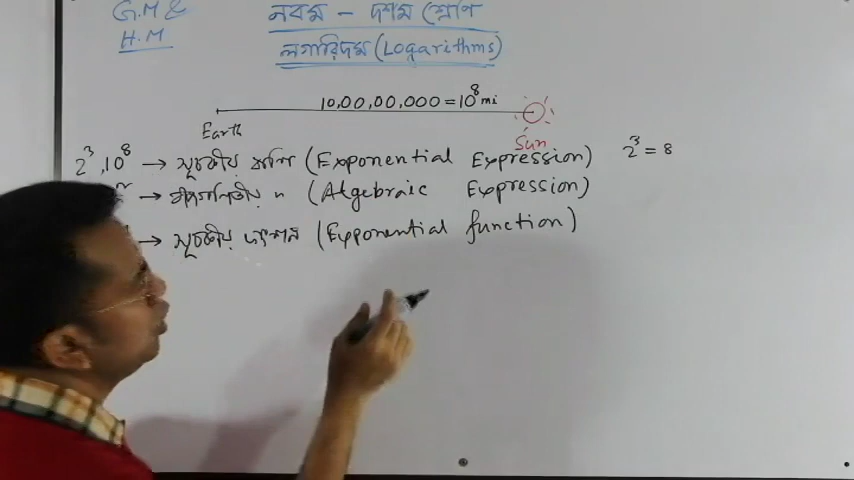 G.M &
H.M
নবম - দশম শ্রেণি
লগারিদম (Logarithms)
10,00,00,000 = 10⁸ mi
Earth
Sun
2³, 10⁸ → সূচকীয় রাশি (Exponential Expression) 2³ = 8
→ বীজগাণিতীয় " (Algebraic Expression)
→ সূচকীয় ফাংশন (Exponential function)